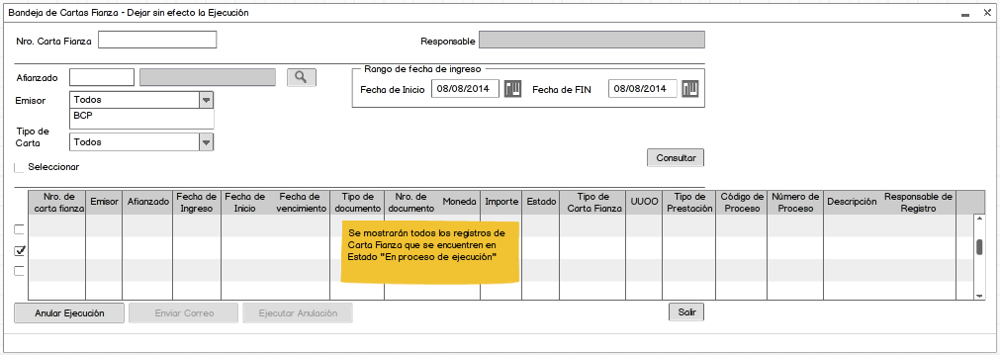 Bandeja de Cartas Fianza - Dejar sin efecto la Ejecución
Nro. Carta Fianza
Responsable
Afianzado
Rango de fecha de ingreso
Fecha de Inicio 08/08/2014 Fecha de FIN 08/08/2014
Emisor Todos
BCP
Tipo de
Carta Todos
Consultar
Seleccionar
Nro. de carta fianza
Emisor
Afianzado
Fecha de Ingreso
Fecha de Inicio
Fecha de vencimiento
Tipo de documento
Nro. de documento
Moneda
Importe
Estado
Tipo de Carta Fianza
UUOO
Tipo de Prestación
Código de Proceso
Número de Proceso
Descripción
Responsable de Registro
Se mostrarán todos los registros de
Carta Fianza que se encuentren en
Estado "En proceso de ejecución"
Anular Ejecución
Enviar Correo
Ejecutar Anulación
Salir